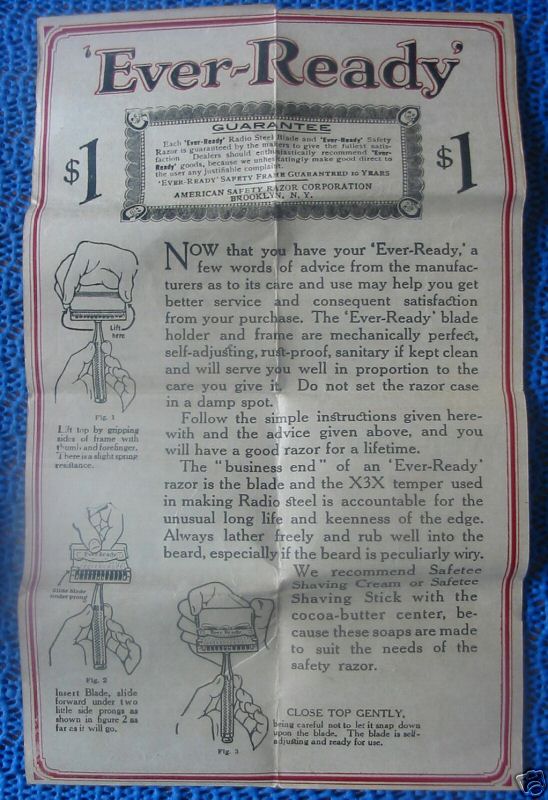 'Ever-Ready'
$1
$1
GUARANTEE
Each 'Ever-Ready' Radio Steel Blade and 'Ever-Ready' Safety
Razor is guaranteed by the makers to give the fullest satis-
faction Dealers should enthusiastically recommend 'Ever-
Ready' goods, because we unhesitatingly make good direct to
the user any justifiable complaint.
'EVER-READY' SAFETY FRAME GUARANTEED 10 YEARS
AMERICAN SAFETY RAZOR CORPORATION
BROOKLYN, N. Y.
NOW that you have your 'Ever-Ready,' a
few words of advice from the manufac-
turers as to its care and use may help you get
better service and consequent satisfaction
from your purchase. The 'Ever-Ready' blade
holder and frame are mechanically perfect,
self-adjusting, rust-proof, sanitary if kept clean
and will serve you well in proportion to the
care you give it. Do not set the razor case
in a damp spot.
Follow the simple instructions given here-
with and the advice given above, and you
will have a good razor for a lifetime.
The "business end" of an 'Ever-Ready'
razor is the blade and the X3X temper used
in making Radio Steel is accountable for the
unusual long life and keenness of the edge.
Always lather freely and rub well into the
beard, especially if the beard is peculiarly wiry.
We recommend Safetee
Shaving Cream or Safetee
Shaving Stick with the
cocoa-butter center, be-
cause these soaps are made
to suit the needs of the
safety razor.
Lift
here
Fig. 1
Lift top by gripping
sides of frame with
thumb and forefinger.
There is a slight spring
resistance.
Ever Ready
Slide blade
under prong
Fig. 2
Insert Blade, slide
forward under two
little side prongs as
shown in figure 2 as
far as it will go.
Ever Ready
Fig. 3
CLOSE TOP GENTLY,
being careful not to let it snap down
upon the blade. The blade is self-
adjusting and ready for use.